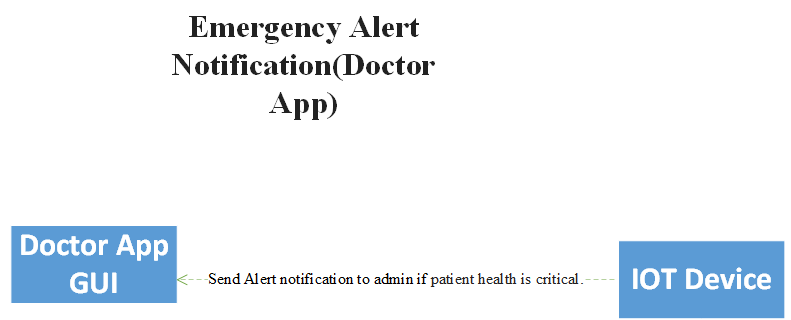 Emergency Alert
Notification(Doctor
App)
Doctor App
GUI
Send Alert notification to admin if patient health is critical.
IOT Device